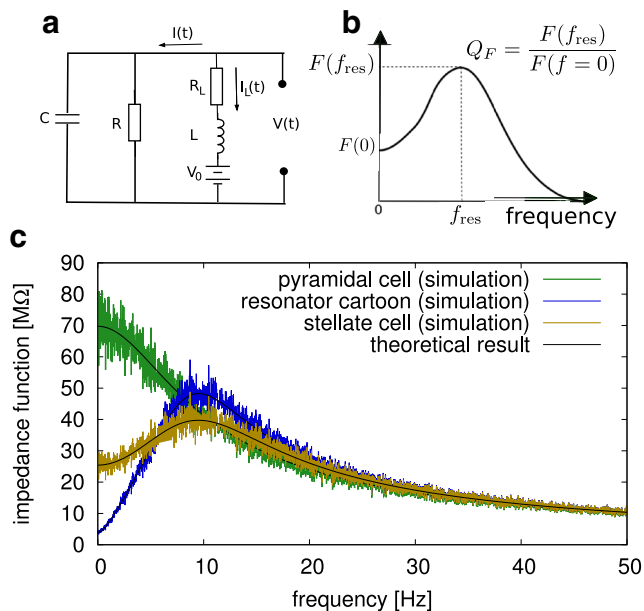 a
I(t)
C
R
R_L
I_L(t)
L
V_0
V(t)
b
F(f_res)
F(0)
Q_F = F(f_res) / F(f = 0)
0
f_res
frequency
c
impedance function [MΩ]
90
80
70
60
50
40
30
20
10
0
pyramidal cell (simulation)
resonator cartoon (simulation)
stellate cell (simulation)
theoretical result
0 10 20 30 40 50
frequency [Hz]